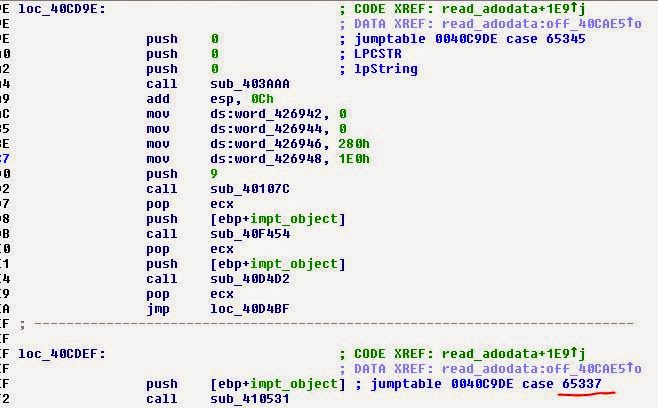 9E loc_40CD9E: ; CODE XREF: read_adodata+1E9↑j
9E ; DATA XREF: read_adodata:off_40CAE5↑o
9E push 0 ; jumptable 0040C9DE case 65345
A0 push 0 ; LPCSTR
A2 push 0 ; lpString
A4 call sub_403AAA
A9 add esp, 0Ch
AC mov ds:word_426942, 0
B5 mov ds:word_426944, 0
BE mov ds:word_426946, 280h
C7 mov ds:word_426948, 1E0h
D0 push 9
D2 call sub_40107C
D7 pop ecx
D8 push [ebp+impt_object]
DB call sub_40F454
E0 pop ecx
E1 push [ebp+impt_object]
E4 call sub_40D4D2
E9 pop ecx
EA jmp loc_40D4BF
EF ; ---------------------------------------------------------------------------
EF
EF loc_40CDEF: ; CODE XREF: read_adodata+1E9↑j
EF ; DATA XREF: read_adodata:off_40CAE5↑o
EF push [ebp+impt_object] ; jumptable 0040C9DE case 65337
F2 call sub_410531